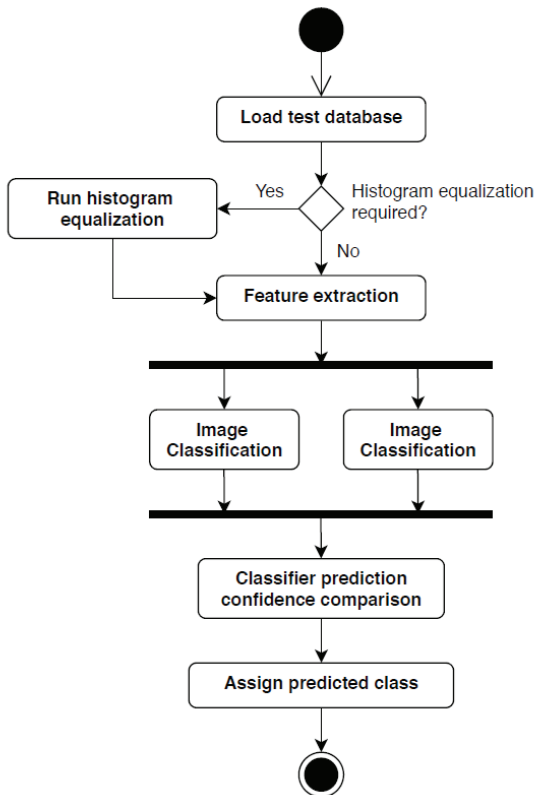 Load test database
Yes
Histogram equalization
required?
Run histogram
equalization
No
Feature extraction
Image
Classification
Image
Classification
Classifier prediction
confidence comparison
Assign predicted class